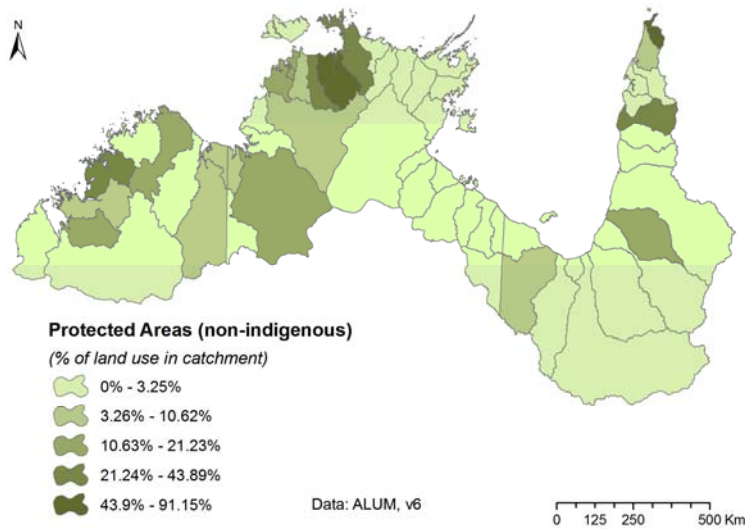 N
Protected Areas (non-indigenous)
(% of land use in catchment)
0% - 3.25%
3.26% - 10.62%
10.63% - 21.23%
21.24% - 43.89%
43.9% - 91.15%
Data: ALUM, v6
0 125 250 500 Km